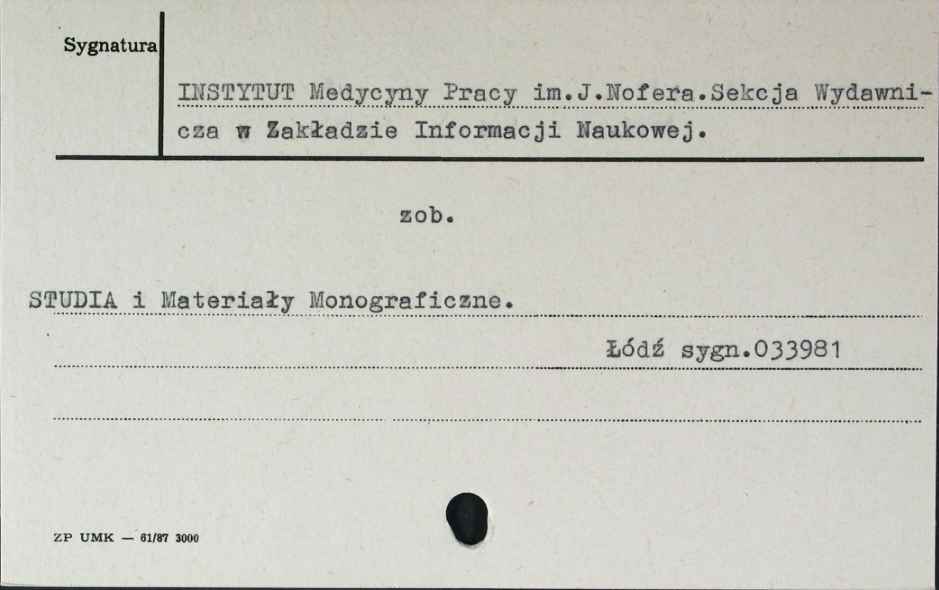 Sygnatura
INSTYTUT Medycyny Pracy im.J.Nofera.Sekcja Wydawni-
cza w Zakładzie Informacji Naukowej.
zob.
STUDIA i Materiały Monograficzne.
Łódź sygn.033981
ZP UMK — 61/87 3000